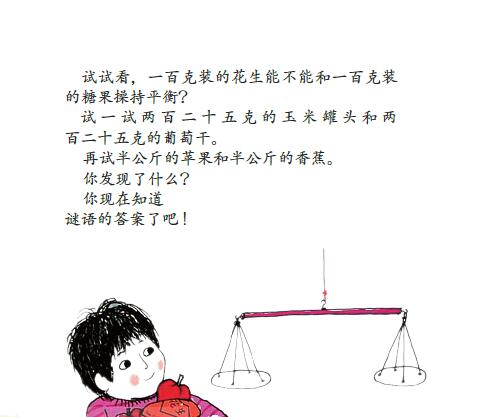 试试看，一百克装的花生能不能和一百克装
的糖果操持平衡？
试一试两百二十五克的玉米罐头和两
百二十五克的葡萄干。
再试半公斤的苹果和半公斤的香蕉。
你发现了什么？
你现在知道
谜语的答案了吧！